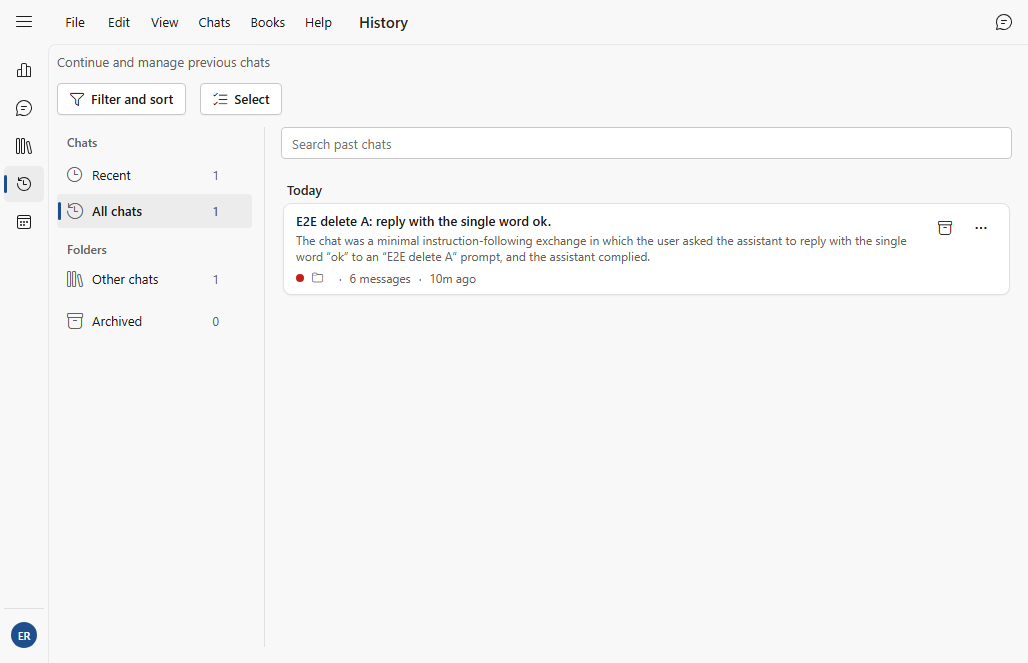 File Edit View Chats Books Help History
Continue and manage previous chats
Filter and sort Select
Chats
Recent 1
All chats 1
Folders
Other chats 1
Archived 0
Search past chats
Today
E2E delete A: reply with the single word ok.
The chat was a minimal instruction-following exchange in which the user asked the assistant to reply with the single
word “ok” to an “E2E delete A” prompt, and the assistant complied.
· 6 messages · 10m ago
ER